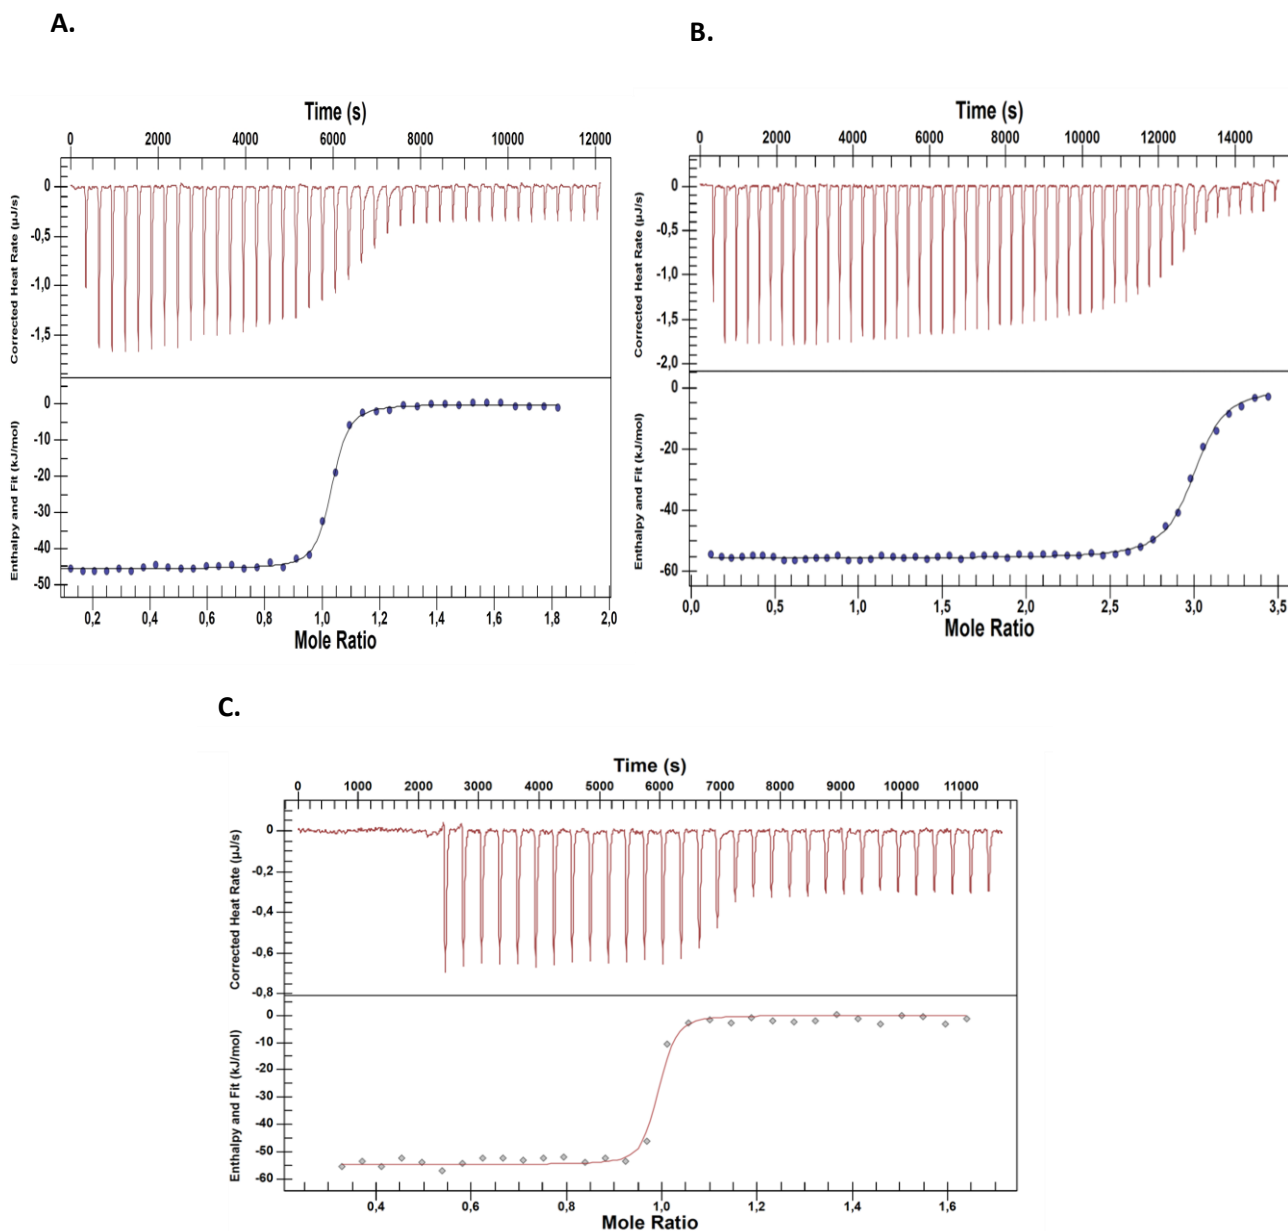 A.
Time (s)
0 2000 4000 6000 8000 10000 12000
Corrected Heat Rate (µJ/s)
0
-0,5
-1,0
-1,5
Enthalpy and Fit (kJ/mol)
0
-10
-20
-30
-40
-50
0,2 0,4 0,6 0,8 1,0 1,2 1,4 1,6 1,8 2,0
Mole Ratio
B.
Time (s)
0 2000 4000 6000 8000 10000 12000 14000
Corrected Heat Rate (µJ/s)
0
-0,5
-1,0
-1,5
-2,0
Enthalpy and Fit (kJ/mol)
0
-20
-40
-60
0,0 0,5 1,0 1,5 2,0 2,5 3,0 3,5
Mole Ratio
C.
Time (s)
0 1000 2000 3000 4000 5000 6000 7000 8000 9000 10000 11000
Corrected Heat Rate (µJ/s)
0
-0,2
-0,4
-0,6
-0,8
Enthalpy and Fit (kJ/mol)
0
-10
-20
-30
-40
-50
-60
0,4 0,6 0,8 1,0 1,2 1,4 1,6
Mole Ratio